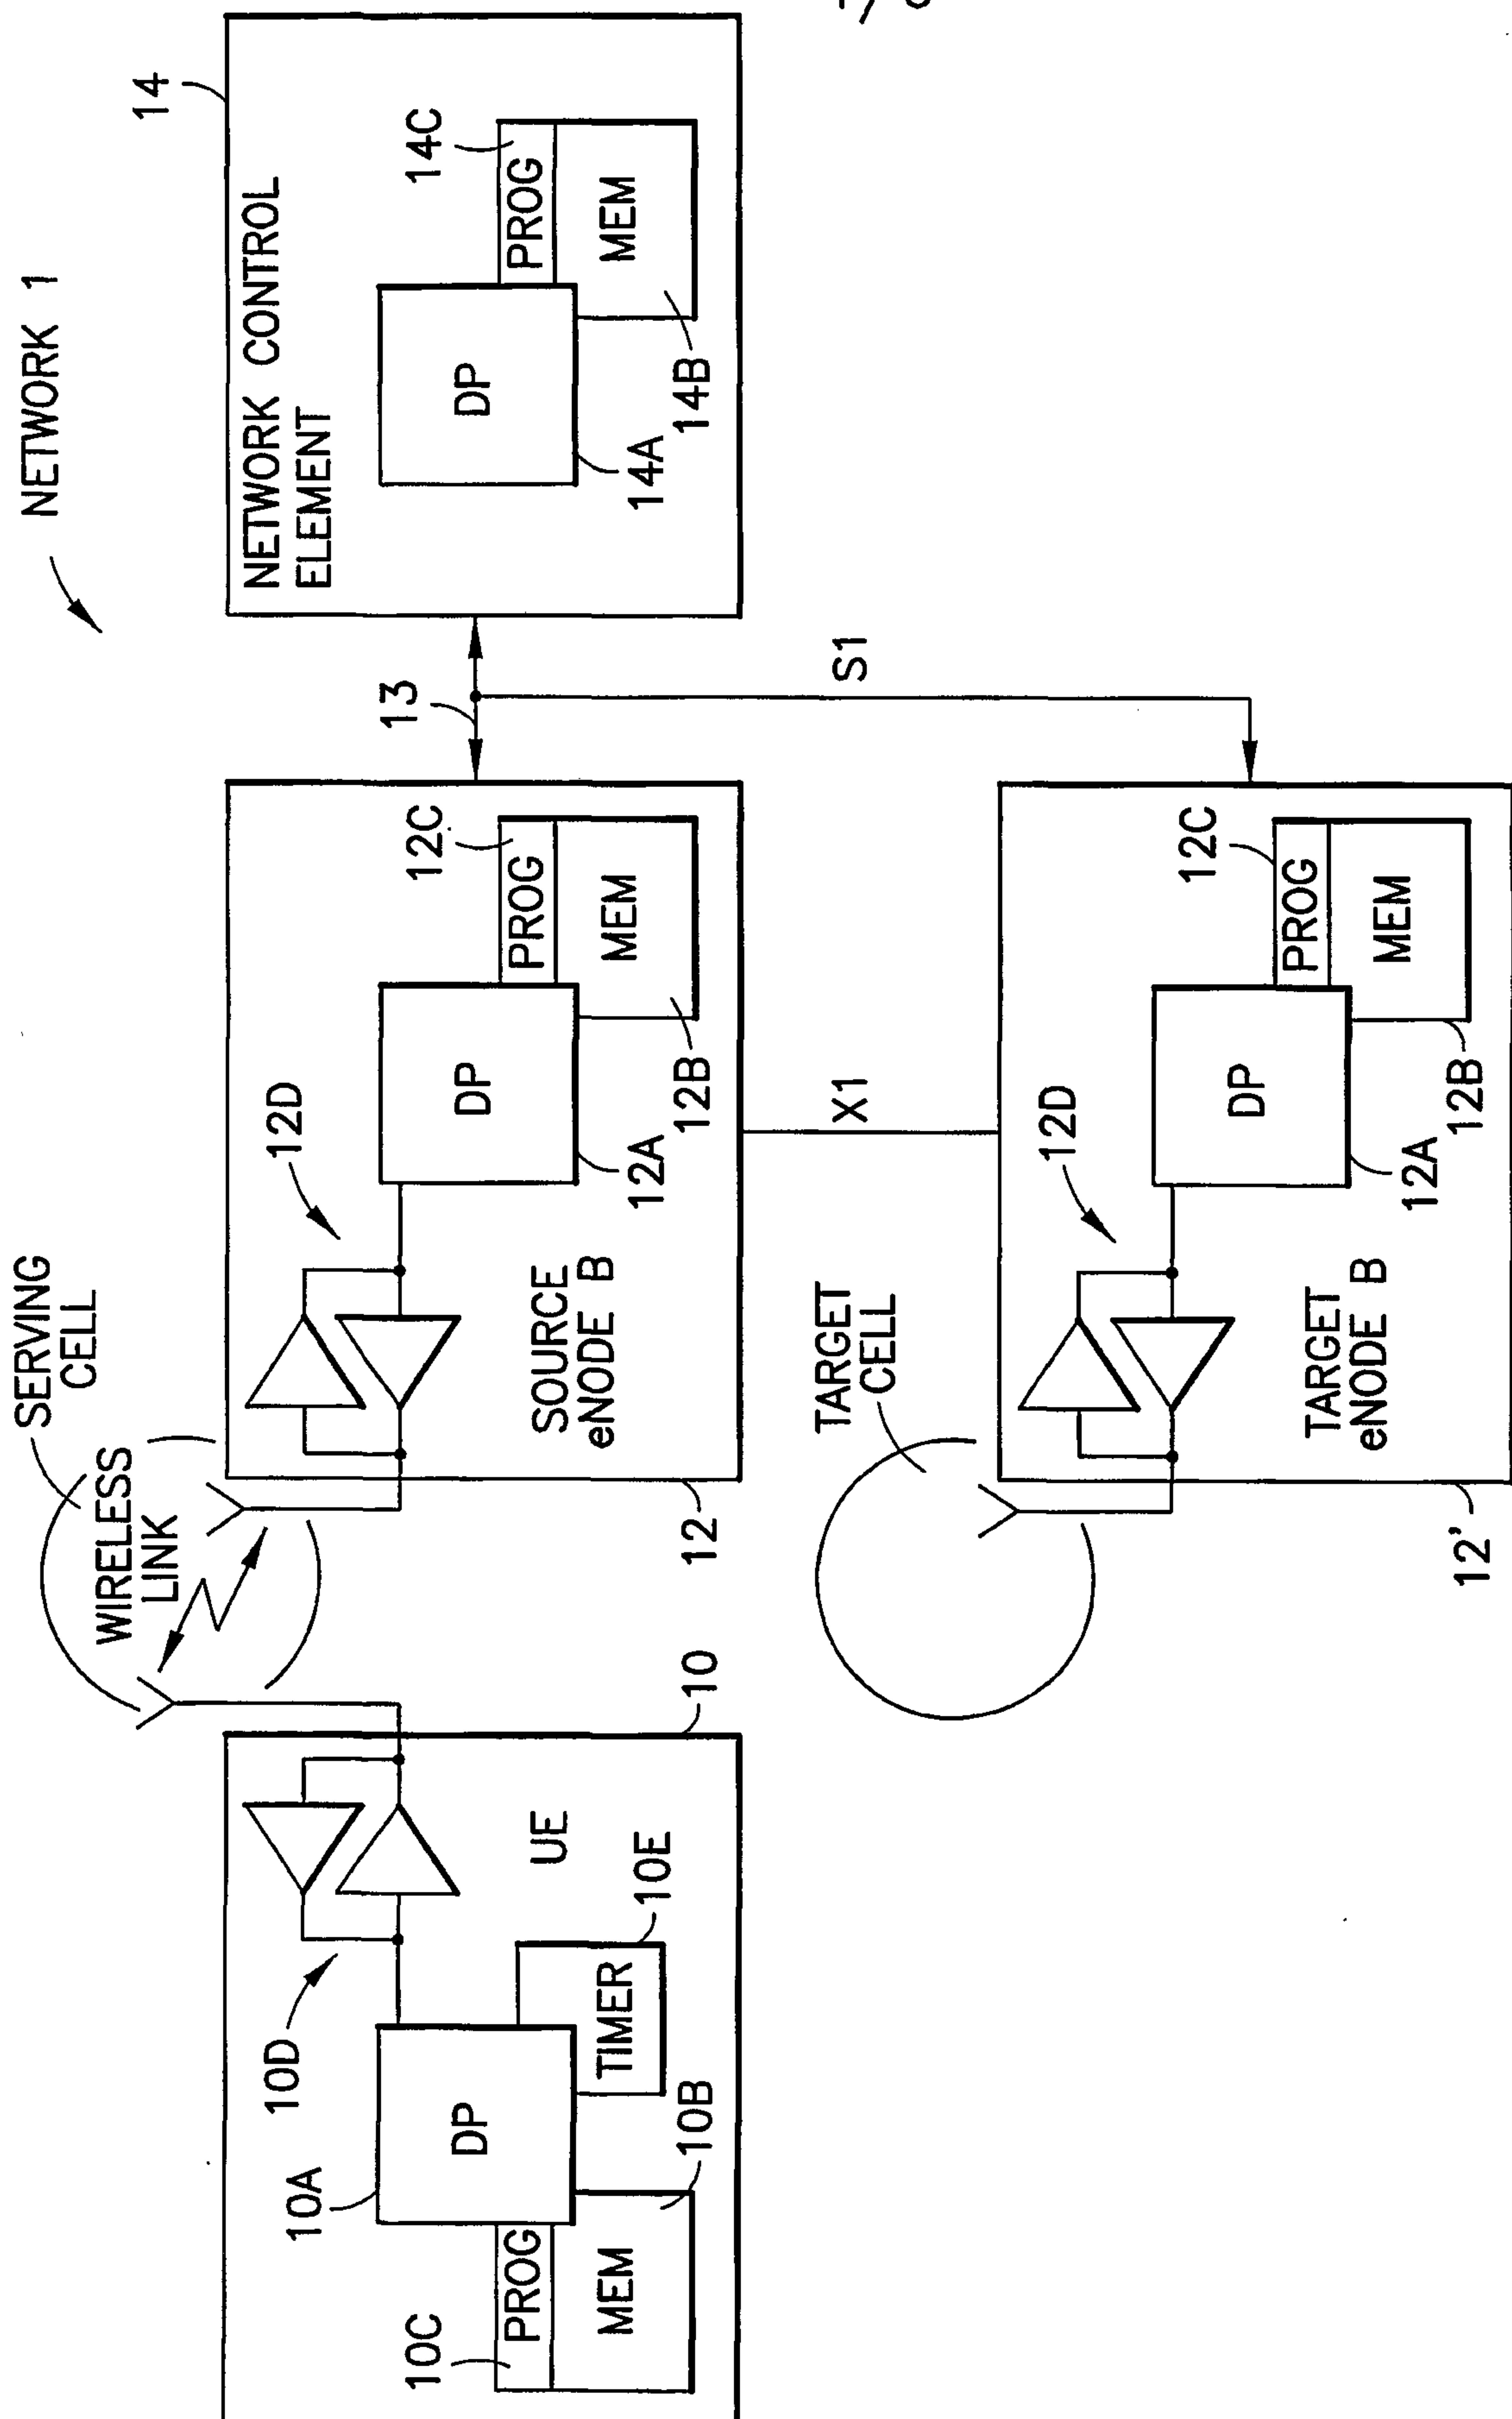 NETWORK 1
SERVING
CELL
WIRELESS
LINK
10
10D
10A
DP
10C
PROG
MEM
10B
TIMER
10E
UE
12
12D
SOURCE
eNODE B
DP
12A
12C
PROG
MEM
12B
13
14
NETWORK CONTROL
ELEMENT
DP
14A
14C
PROG
MEM
14B
S1
X1
TARGET
CELL
12'
12D
TARGET
eNODE B
DP
12A
12C
PROG
MEM
12B